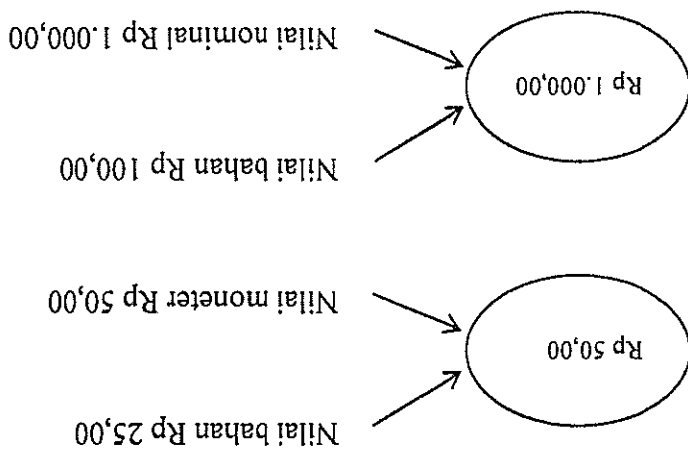 Nilai bahan Rp 25,00
Rp 50,00
Nilai moneter Rp 50,00
Nilai bahan Rp 100,00
Rp 1.000,00
Nilai nominal Rp 1.000,00